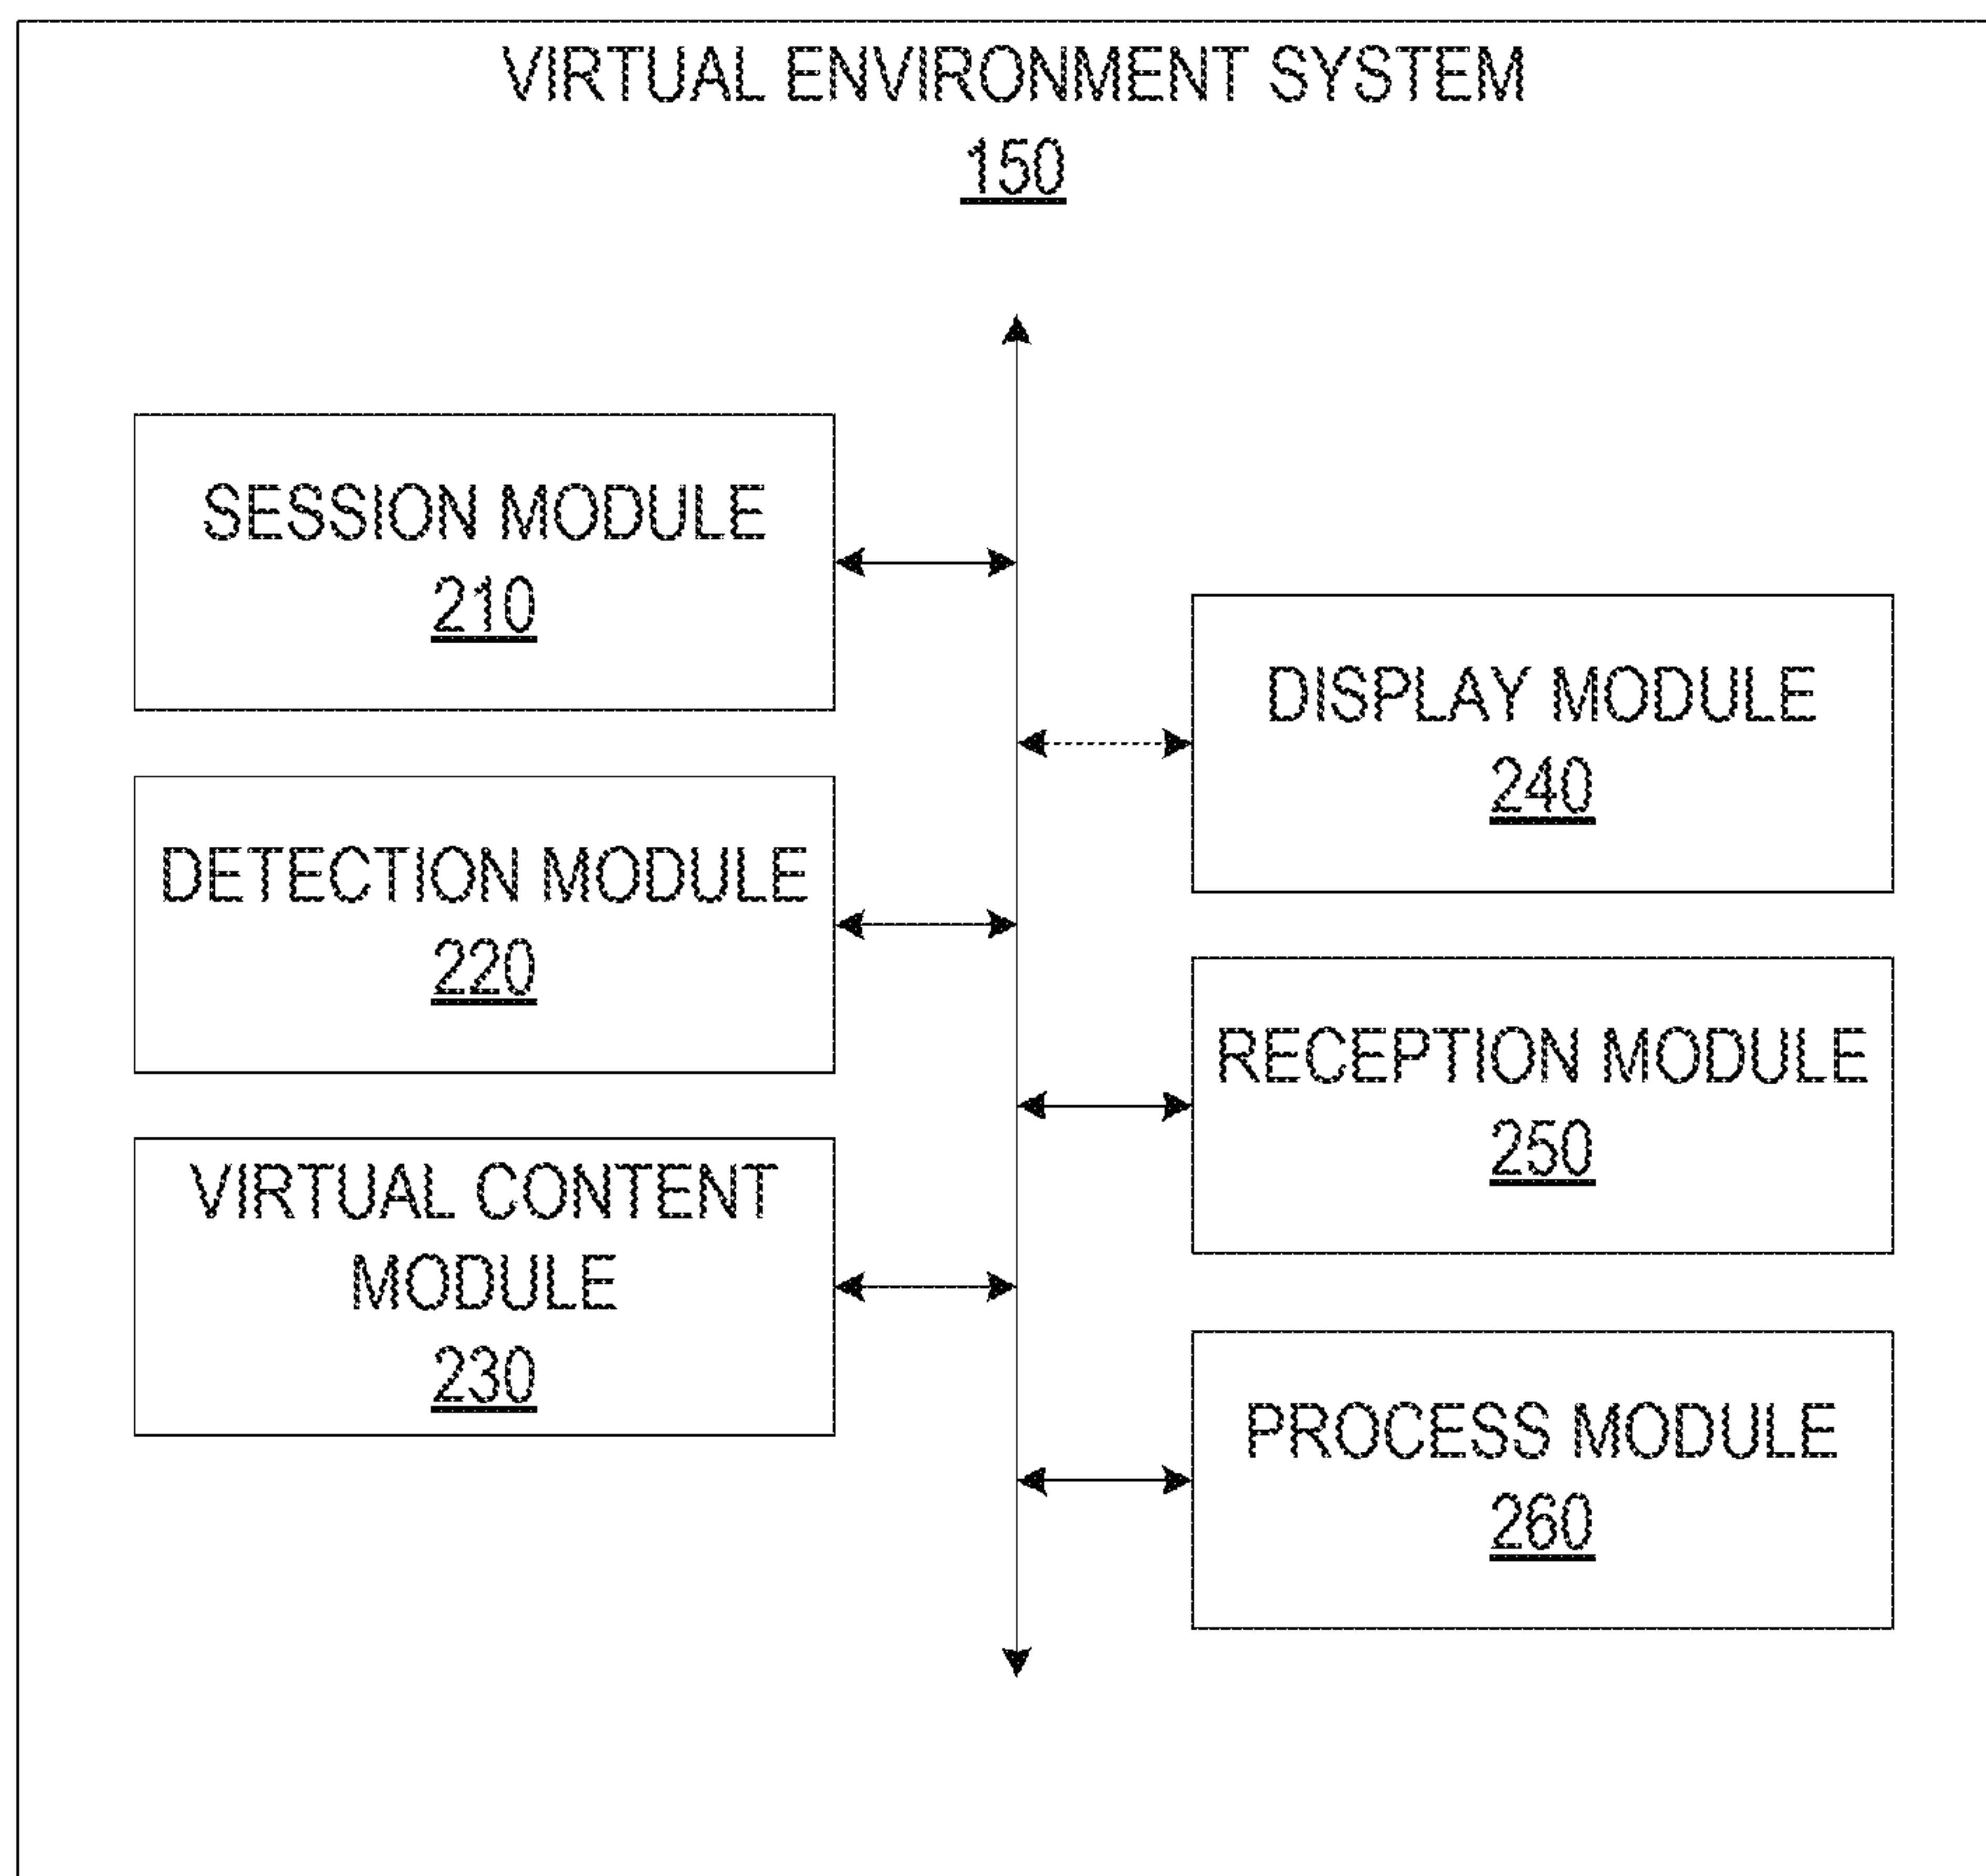 VIRTUAL ENVIRONMENT SYSTEM
150
SESSION MODULE
210
DETECTION MODULE
220
VIRTUAL CONTENT
MODULE
230
DISPLAY MODULE
240
RECEPTION MODULE
250
PROCESS MODULE
260